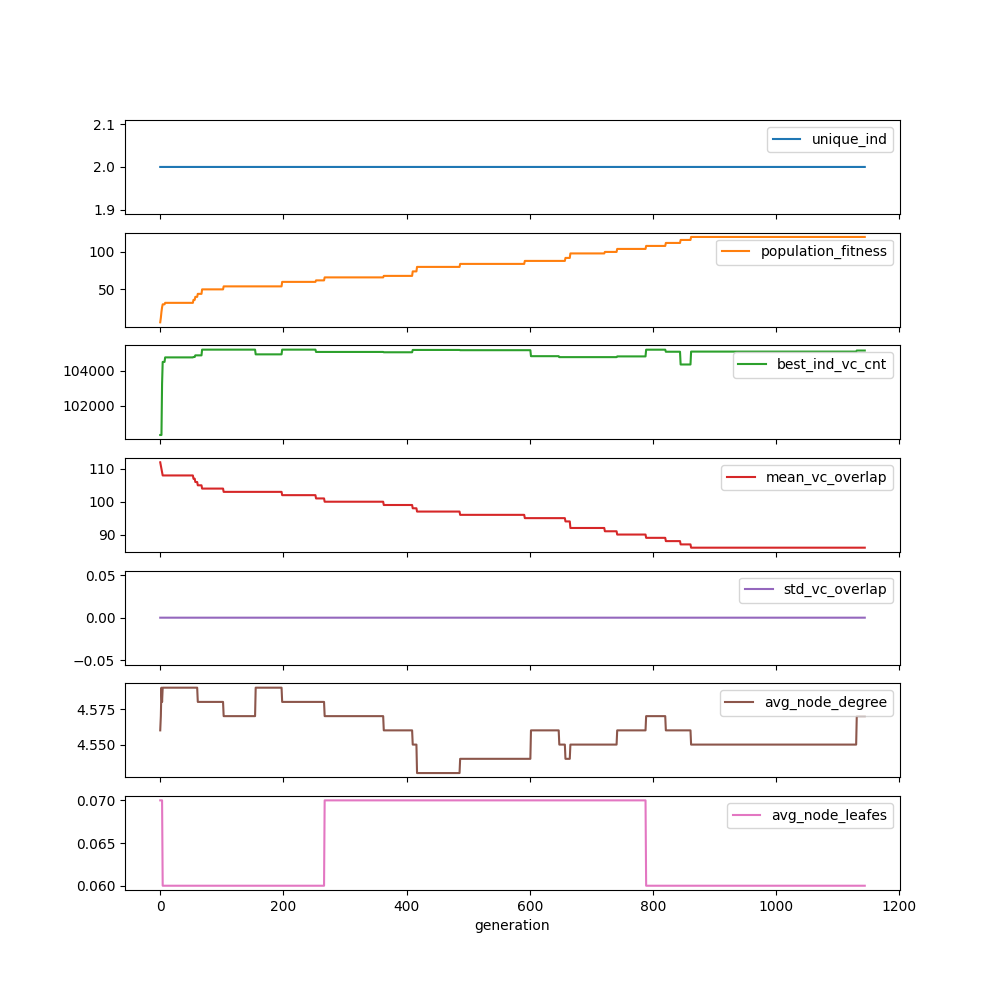 2.1
unique_ind
2.0
1.9
100
population_fitness
50
best_ind_vc_cnt
104000
102000
110
mean_vc_overlap
100
90
0.05
std_vc_overlap
0.00
−0.05
avg_node_degree
4.575
4.550
0.070
avg_node_leafes
0.065
0.060
0 200 400 600 800 1000 1200
generation